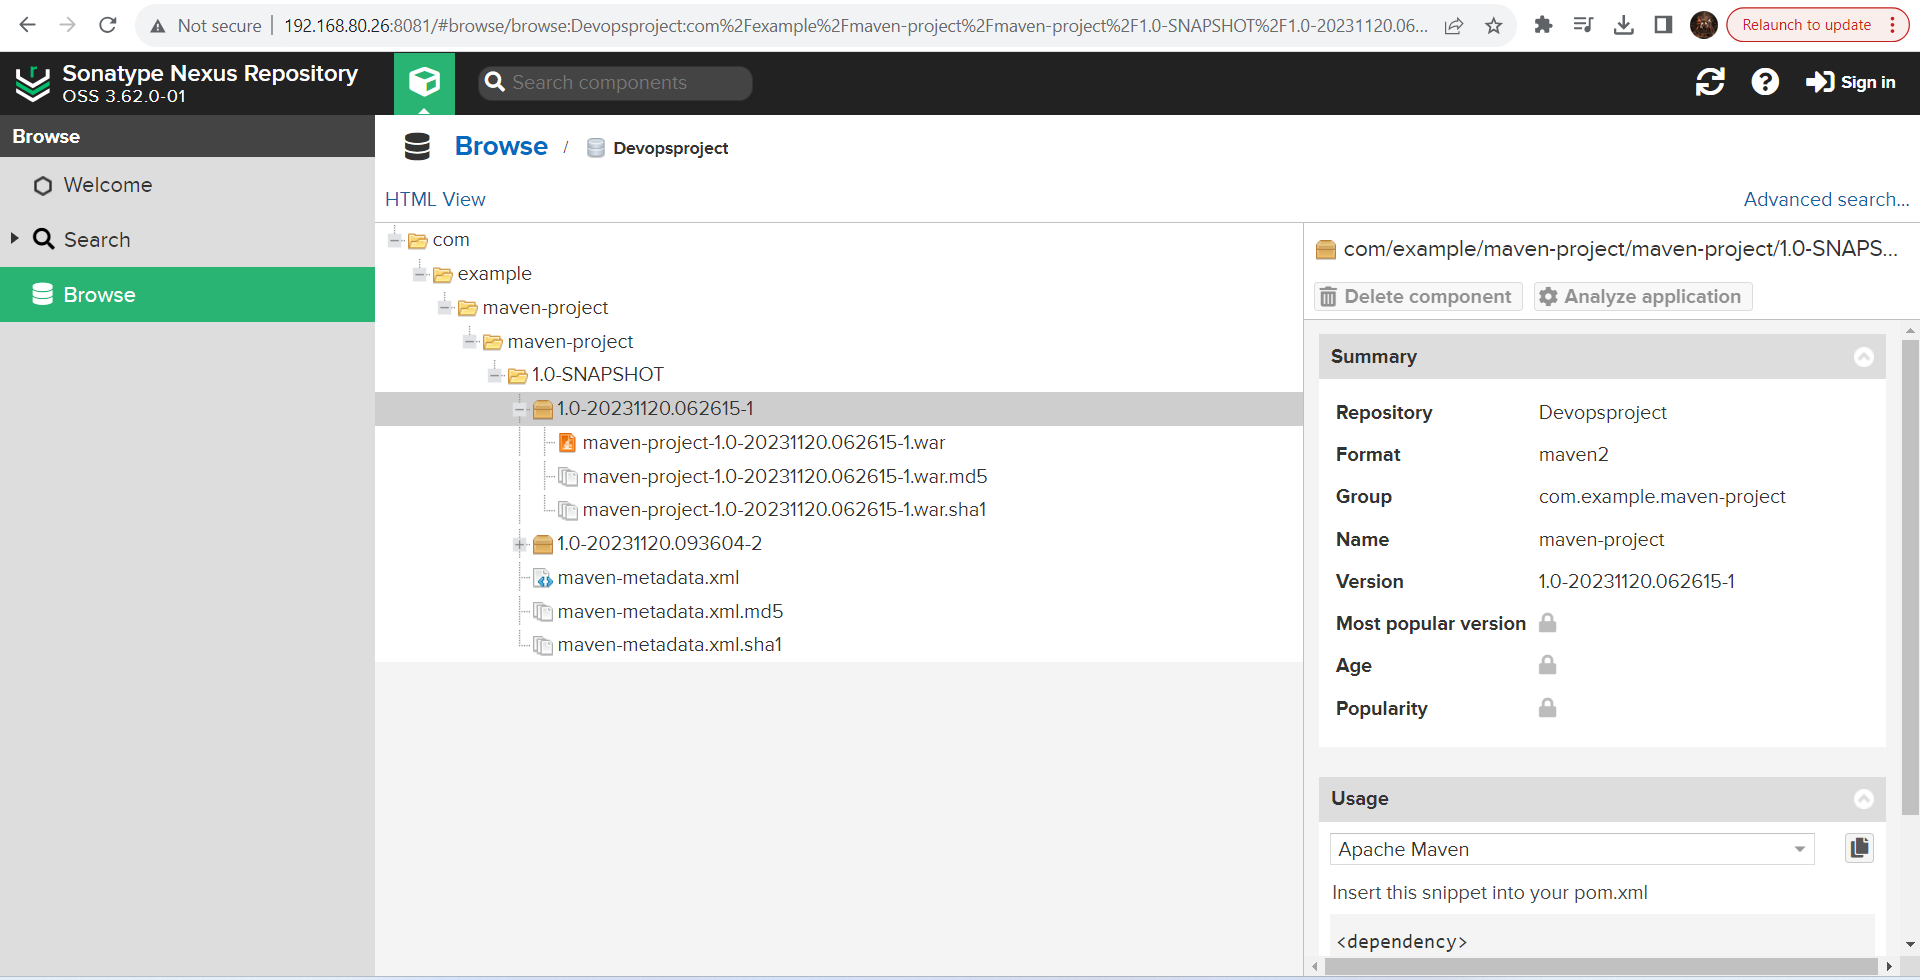 Not secure
192.168.80.26:8081/#browse/browse:Devopsproject:com%2Fexample%2Fmaven-project%2Fmaven-project%2F1.0-SNAPSHOT%2F1.0-20231120.06...
Relaunch to update
Sonatype Nexus Repository
OSS 3.62.0-01
Search components
Sign in
Browse
Welcome
Search
Browse
Browse / Devopsproject
HTML View
Advanced search...
com
example
maven-project
maven-project
1.0-SNAPSHOT
1.0-20231120.062615-1
maven-project-1.0-20231120.062615-1.war
maven-project-1.0-20231120.062615-1.war.md5
maven-project-1.0-20231120.062615-1.war.sha1
1.0-20231120.093604-2
maven-metadata.xml
maven-metadata.xml.md5
maven-metadata.xml.sha1
com/example/maven-project/maven-project/1.0-SNAPS...
Delete component
Analyze application
Summary
Repository Devopsproject
Format maven2
Group com.example.maven-project
Name maven-project
Version 1.0-20231120.062615-1
Most popular version
Age
Popularity
Usage
Apache Maven
Insert this snippet into your pom.xml
<dependency>